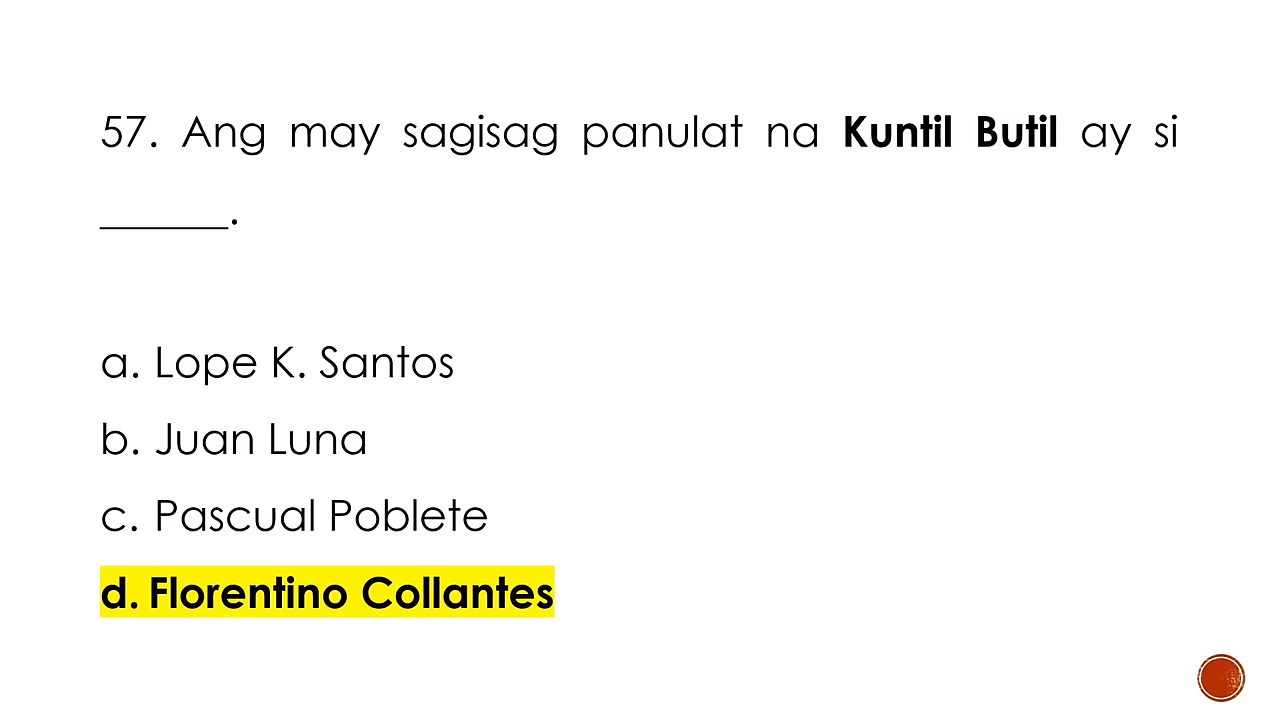 57. Ang may sagisag panulat na Kuntil Butil ay si
______.
a. Lope K. Santos
b. Juan Luna
c. Pascual Poblete
d. Florentino Collantes